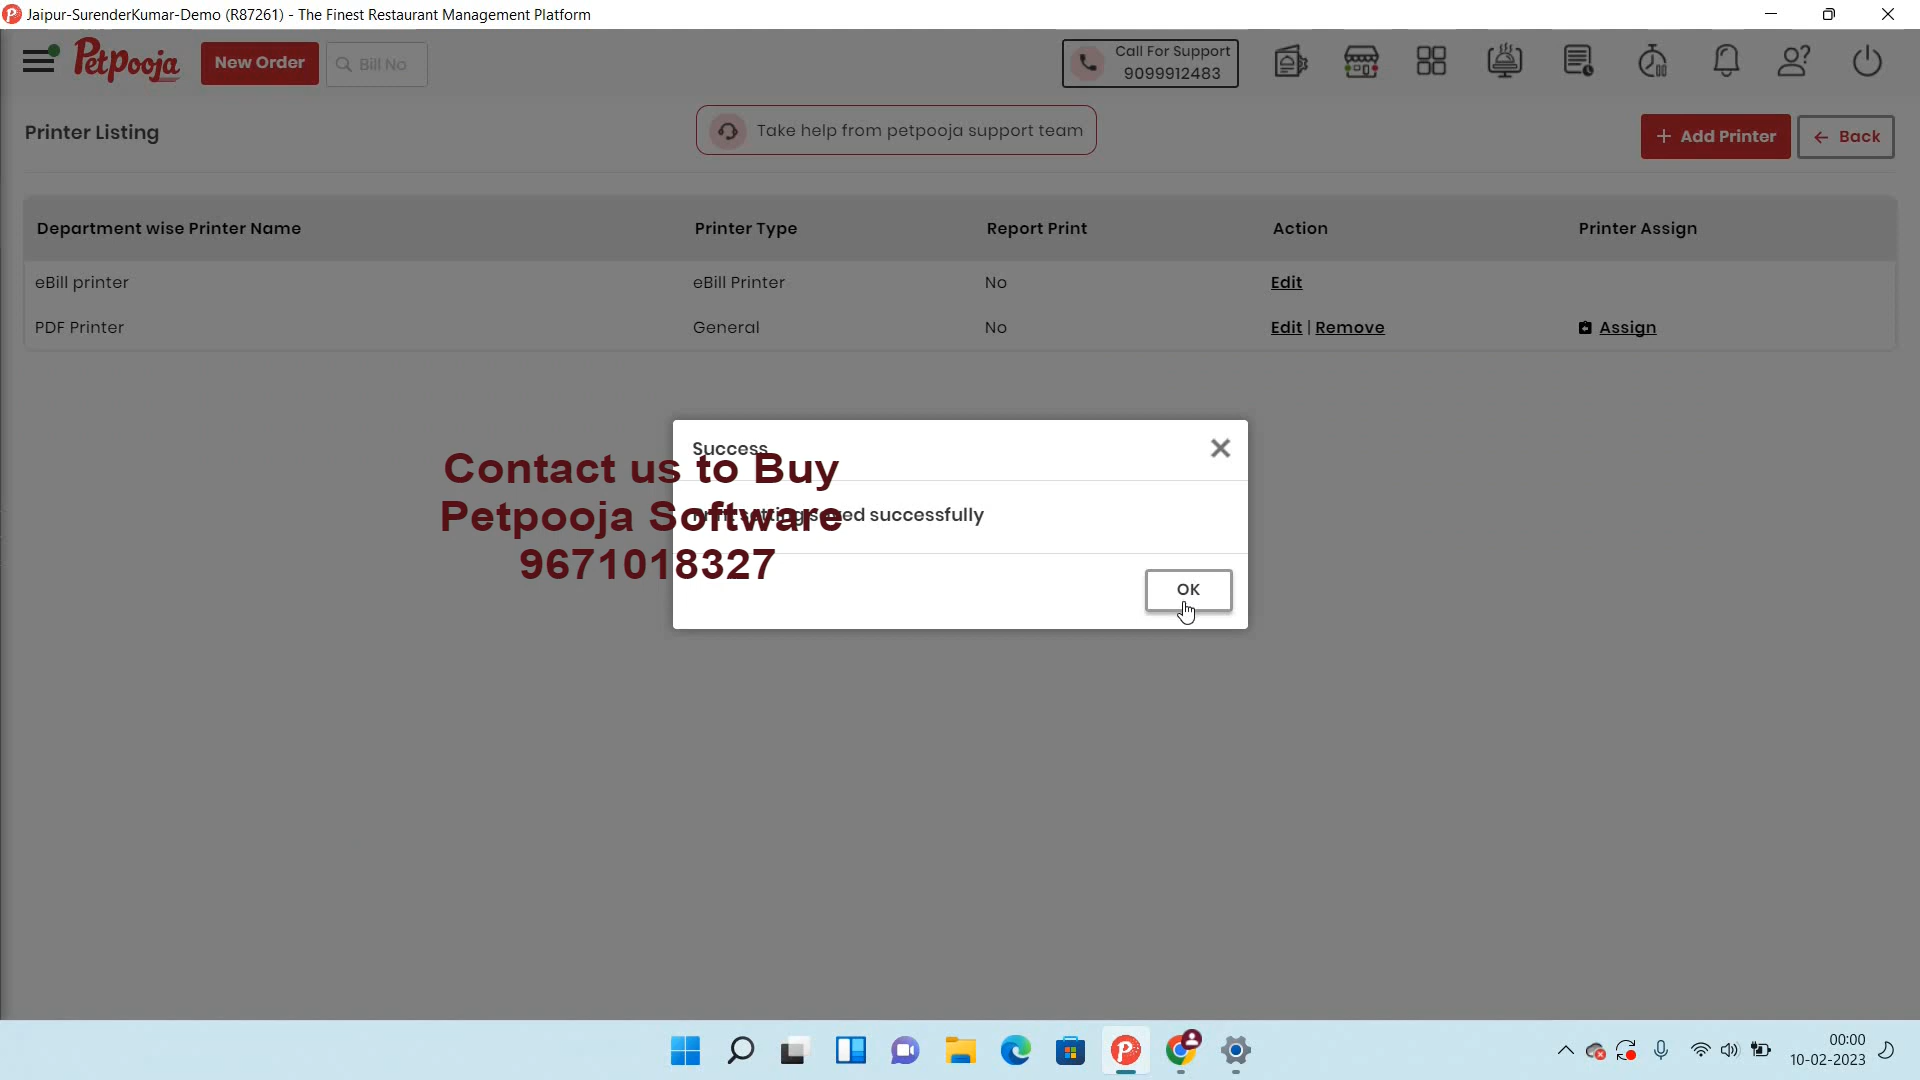 Jaipur-SurenderKumar-Demo (R87261) - The Finest Restaurant Management Platform
Petpooja
New Order
Bill No
Call For Support
9099912483
Printer Listing
Take help from petpooja support team
+ Add Printer
← Back
Department wise Printer Name Printer Type Report Print Action Printer Assign
eBill printer eBill Printer No Edit
PDF Printer General No Edit | Remove Assign
Success
Contact us to Buy
Petpooja Software
9671018327
saved successfully
OK
00:00
10-02-2023